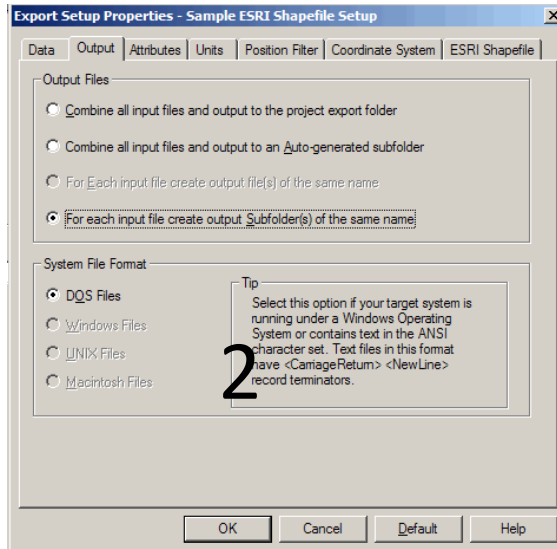 Export Setup Properties - Sample ESRI Shapefile Setup
Data Output Attributes Units Position Filter Coordinate System ESRI Shapefile
Output Files
Combine all input files and output to the project export folder
Combine all input files and output to an Auto-generated subfolder
For Each input file create output file(s) of the same name
For each input file create output Subfolder(s) of the same name
System File Format
DOS Files
Windows Files
UNIX Files
Macintosh Files
Tip
Select this option if your target system is
running under a Windows Operating
System or contains text in the ANSI
character set. Text files in this format
have <CarriageReturn> <NewLine>
record terminators.
2
OK Cancel Default Help